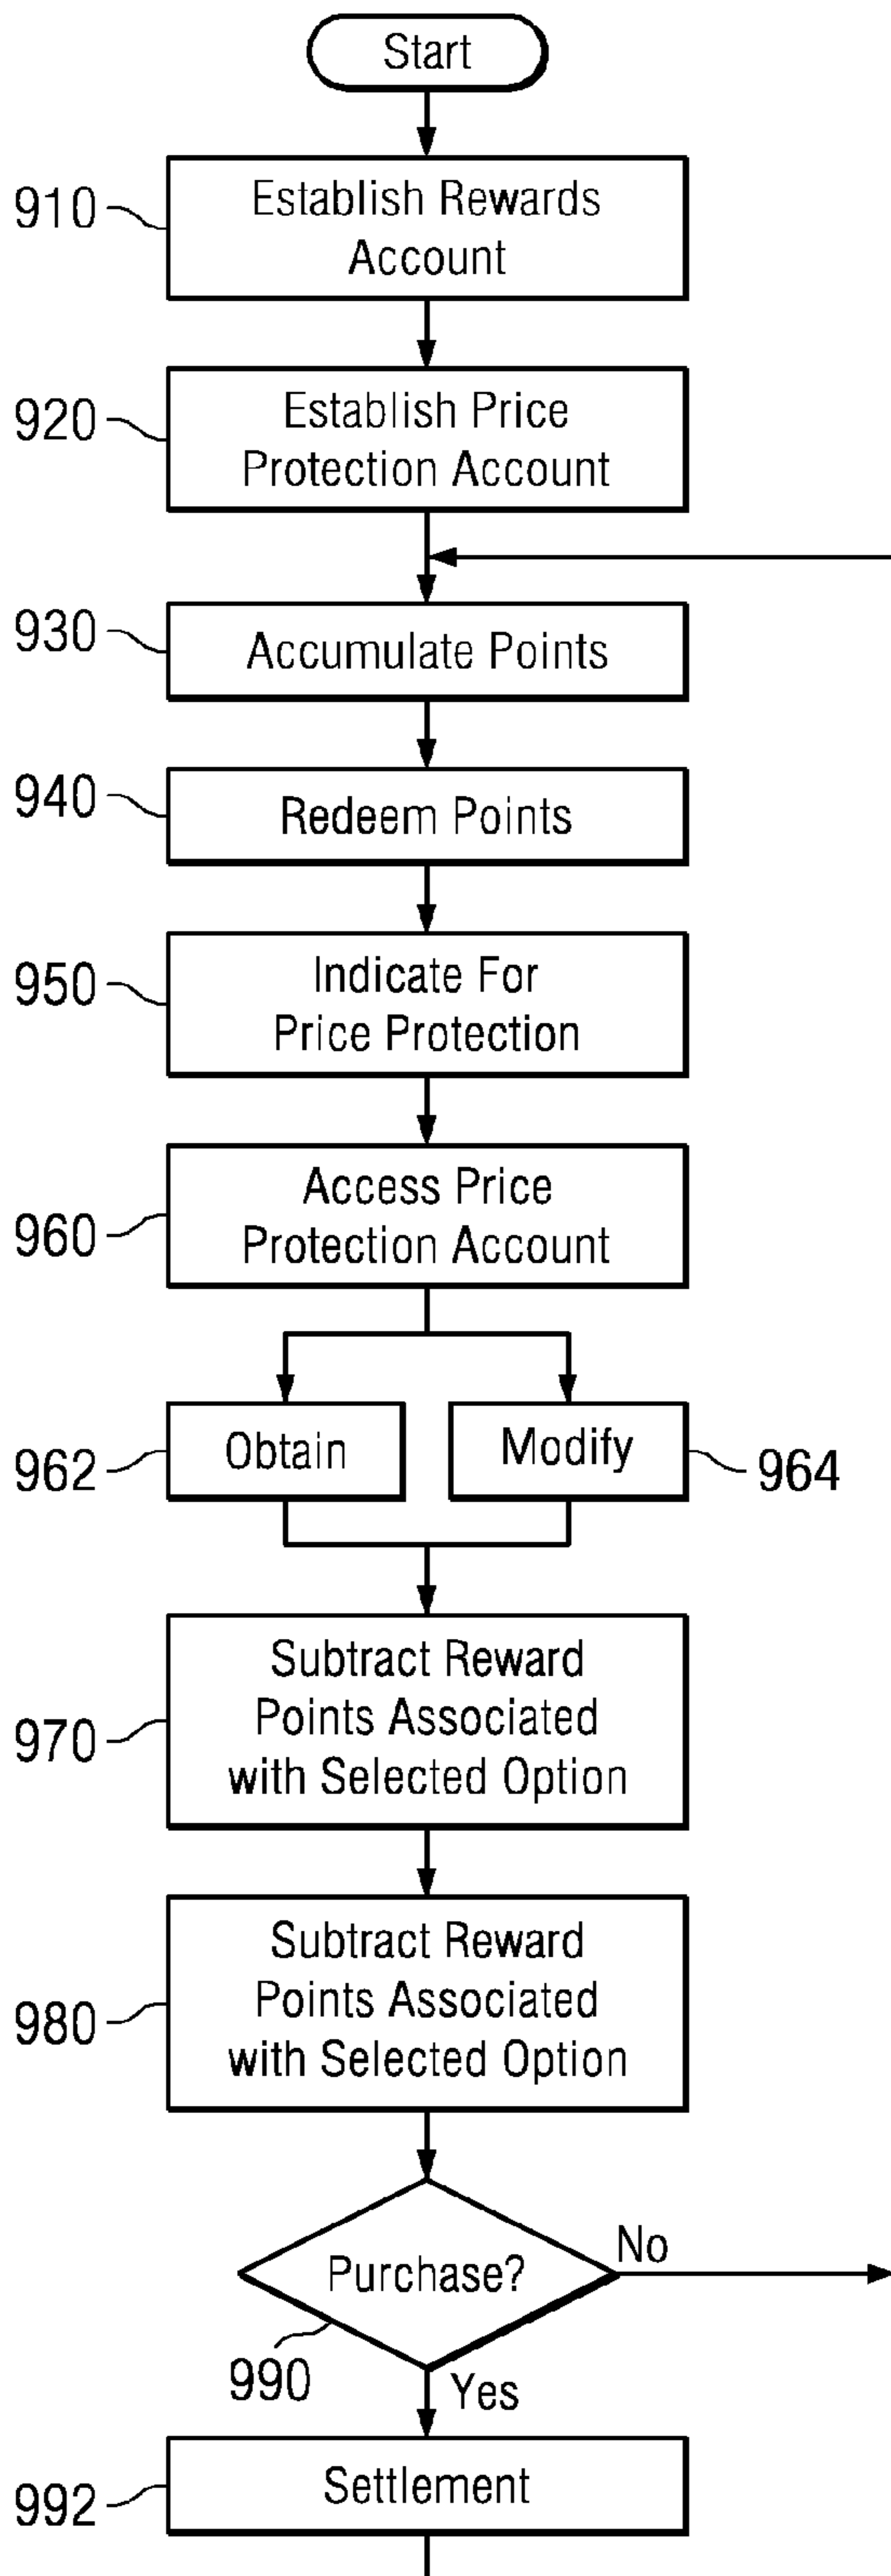 Start
910
Establish Rewards
Account
920
Establish Price
Protection Account
930
Accumulate Points
940
Redeem Points
950
Indicate For
Price Protection
960
Access Price
Protection Account
962
Obtain
Modify
964
970
Subtract Reward
Points Associated
with Selected Option
980
Subtract Reward
Points Associated
with Selected Option
Purchase?
No
990
Yes
992
Settlement